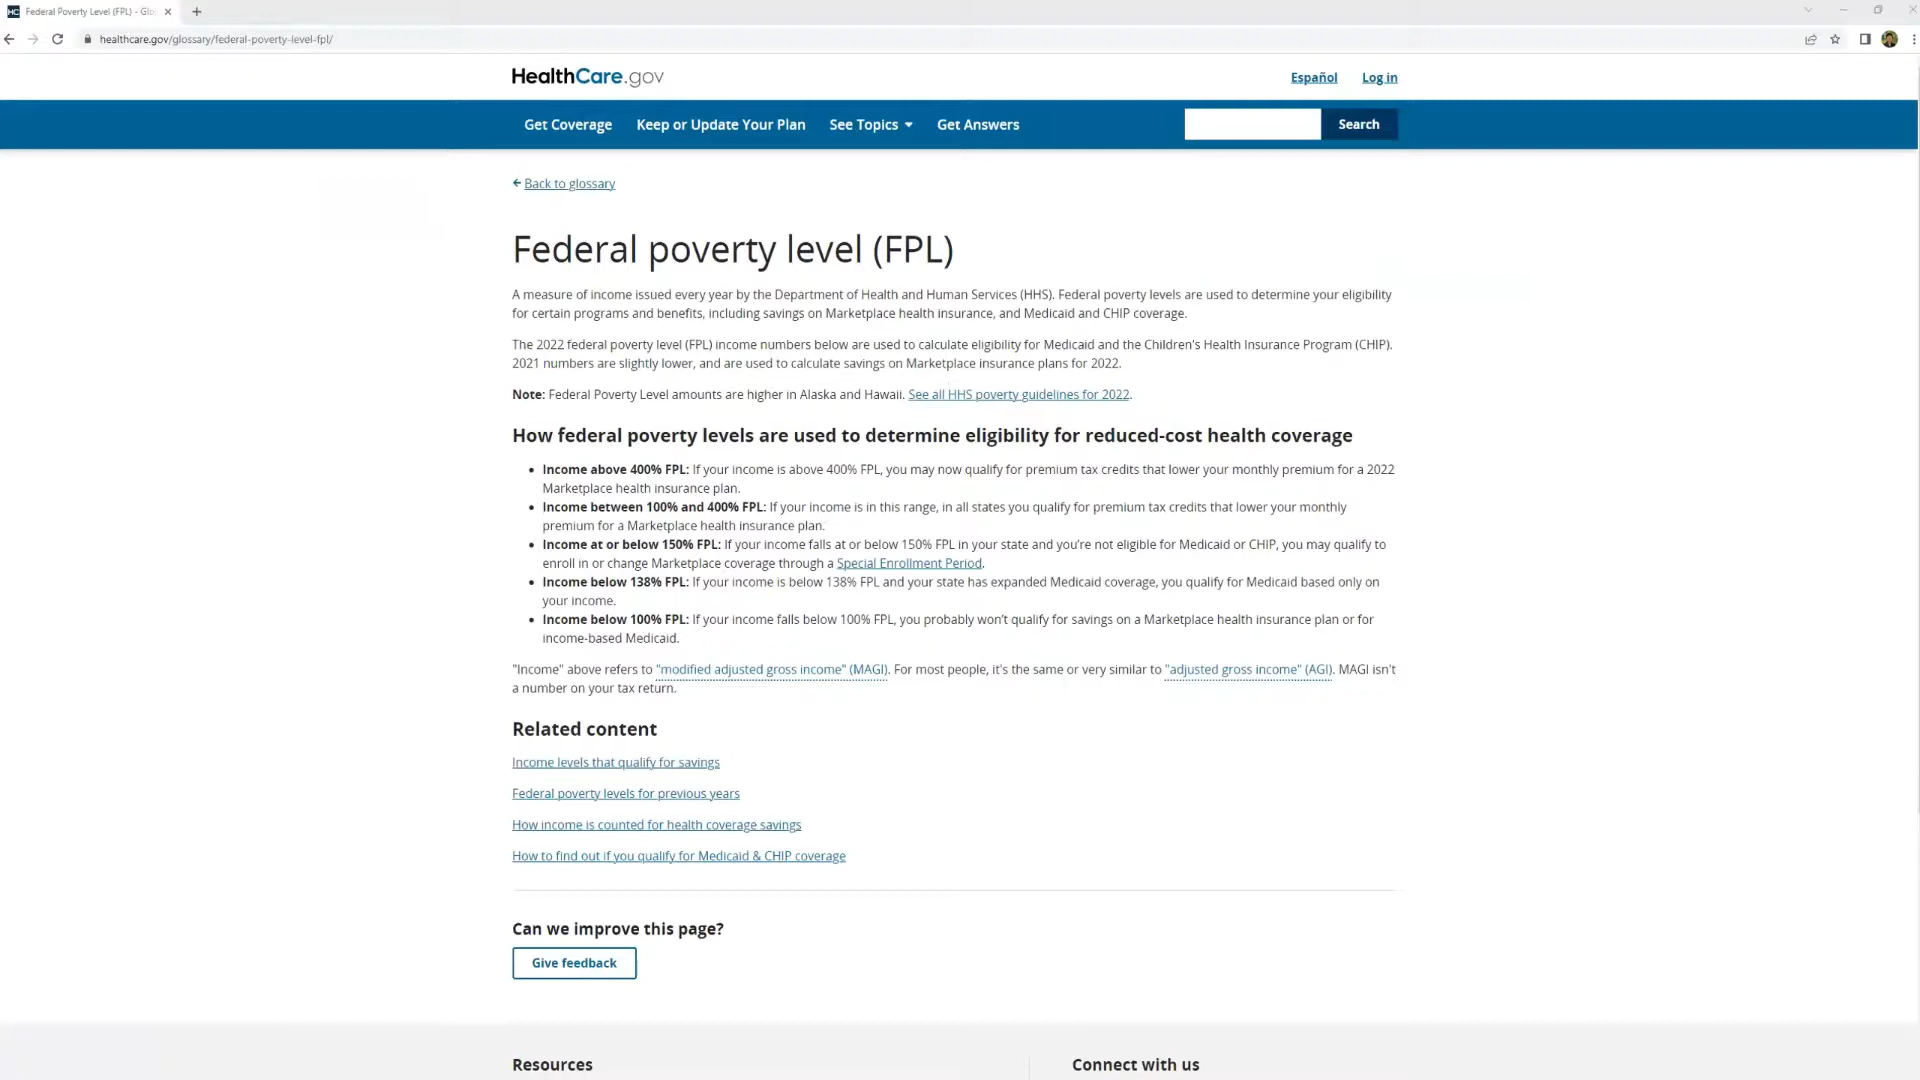 Federal Poverty Level (FPL) - Glo
healthcare.gov/glossary/federal-poverty-level-fpl/
HealthCare.gov
Español
Log in
Get Coverage
Keep or Update Your Plan
See Topics
Get Answers
Search
Back to glossary
Federal poverty level (FPL)
A measure of income issued every year by the Department of Health and Human Services (HHS). Federal poverty levels are used to determine your eligibility
for certain programs and benefits, including savings on Marketplace health insurance, and Medicaid and CHIP coverage.
The 2022 federal poverty level (FPL) income numbers below are used to calculate eligibility for Medicaid and the Children's Health Insurance Program (CHIP).
2021 numbers are slightly lower, and are used to calculate savings on Marketplace insurance plans for 2022.
Note: Federal Poverty Level amounts are higher in Alaska and Hawaii. See all HHS poverty guidelines for 2022.
How federal poverty levels are used to determine eligibility for reduced-cost health coverage
• Income above 400% FPL: If your income is above 400% FPL, you may now qualify for premium tax credits that lower your monthly premium for a 2022
Marketplace health insurance plan.
• Income between 100% and 400% FPL: If your income is in this range, in all states you qualify for premium tax credits that lower your monthly
premium for a Marketplace health insurance plan.
• Income at or below 150% FPL: If your income falls at or below 150% FPL in your state and you’re not eligible for Medicaid or CHIP, you may qualify to
enroll in or change Marketplace coverage through a Special Enrollment Period.
• Income below 138% FPL: If your income is below 138% FPL and your state has expanded Medicaid coverage, you qualify for Medicaid based only on
your income.
• Income below 100% FPL: If your income falls below 100% FPL, you probably won’t qualify for savings on a Marketplace health insurance plan or for
income-based Medicaid.
"Income" above refers to "modified adjusted gross income" (MAGI). For most people, it's the same or very similar to "adjusted gross income" (AGI). MAGI isn't
a number on your tax return.
Related content
Income levels that qualify for savings
Federal poverty levels for previous years
How income is counted for health coverage savings
How to find out if you qualify for Medicaid & CHIP coverage
Can we improve this page?
Give feedback
Resources
Connect with us